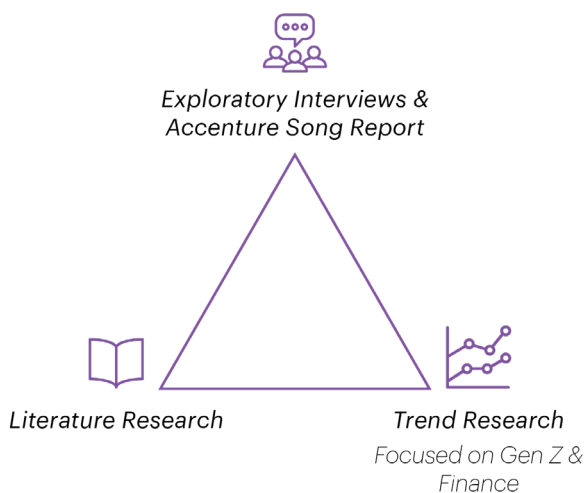 Exploratory Interviews &
Accenture Song Report
Literature Research
Trend Research
Focused on Gen Z &
Finance